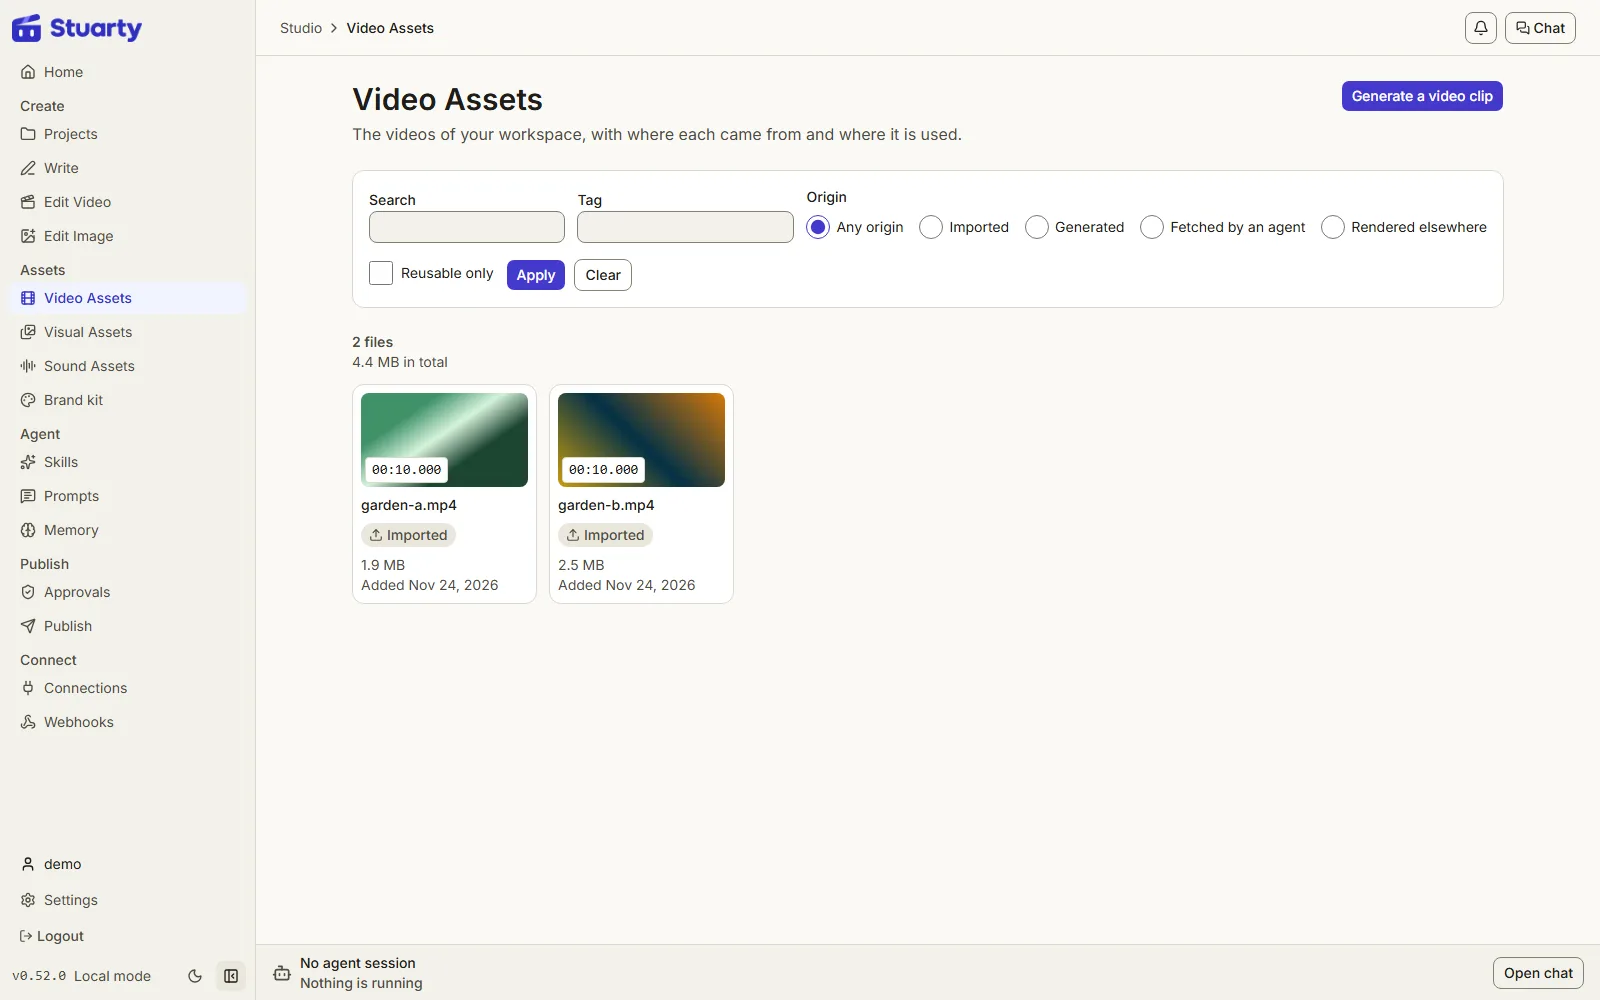 Stuarty
Home
Create
Projects
Write
Edit Video
Edit Image
Assets
Video Assets
Visual Assets
Sound Assets
Brand kit
Agent
Skills
Prompts
Memory
Publish
Approvals
Publish
Connect
Connections
Webhooks
demo
Settings
Logout
v0.52.0 Local mode
Studio > Video Assets
Chat
Video Assets
Generate a video clip
The videos of your workspace, with where each came from and where it is used.
Search
Tag
Origin
Any origin
Imported
Generated
Fetched by an agent
Rendered elsewhere
Reusable only
Apply
Clear
2 files
4.4 MB in total
00:10.000
garden-a.mp4
Imported
1.9 MB
Added Nov 24, 2026
00:10.000
garden-b.mp4
Imported
2.5 MB
Added Nov 24, 2026
No agent session
Nothing is running
Open chat